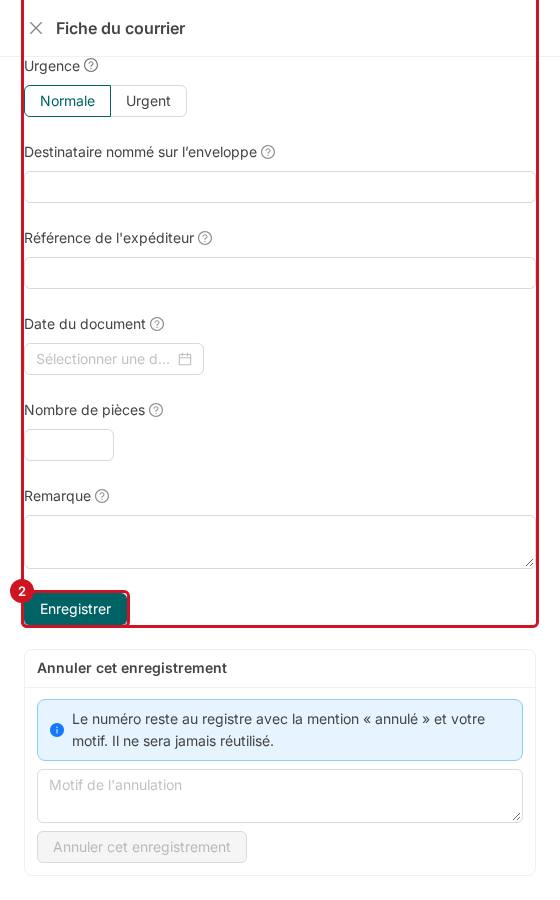 Fiche du courrier
Urgence
Normale Urgent
Destinataire nommé sur l’enveloppe
Référence de l'expéditeur
Date du document
Sélectionner une d...
Nombre de pièces
Remarque
2
Enregistrer
Annuler cet enregistrement
Le numéro reste au registre avec la mention « annulé » et votre
motif. Il ne sera jamais réutilisé.
Motif de l'annulation
Annuler cet enregistrement